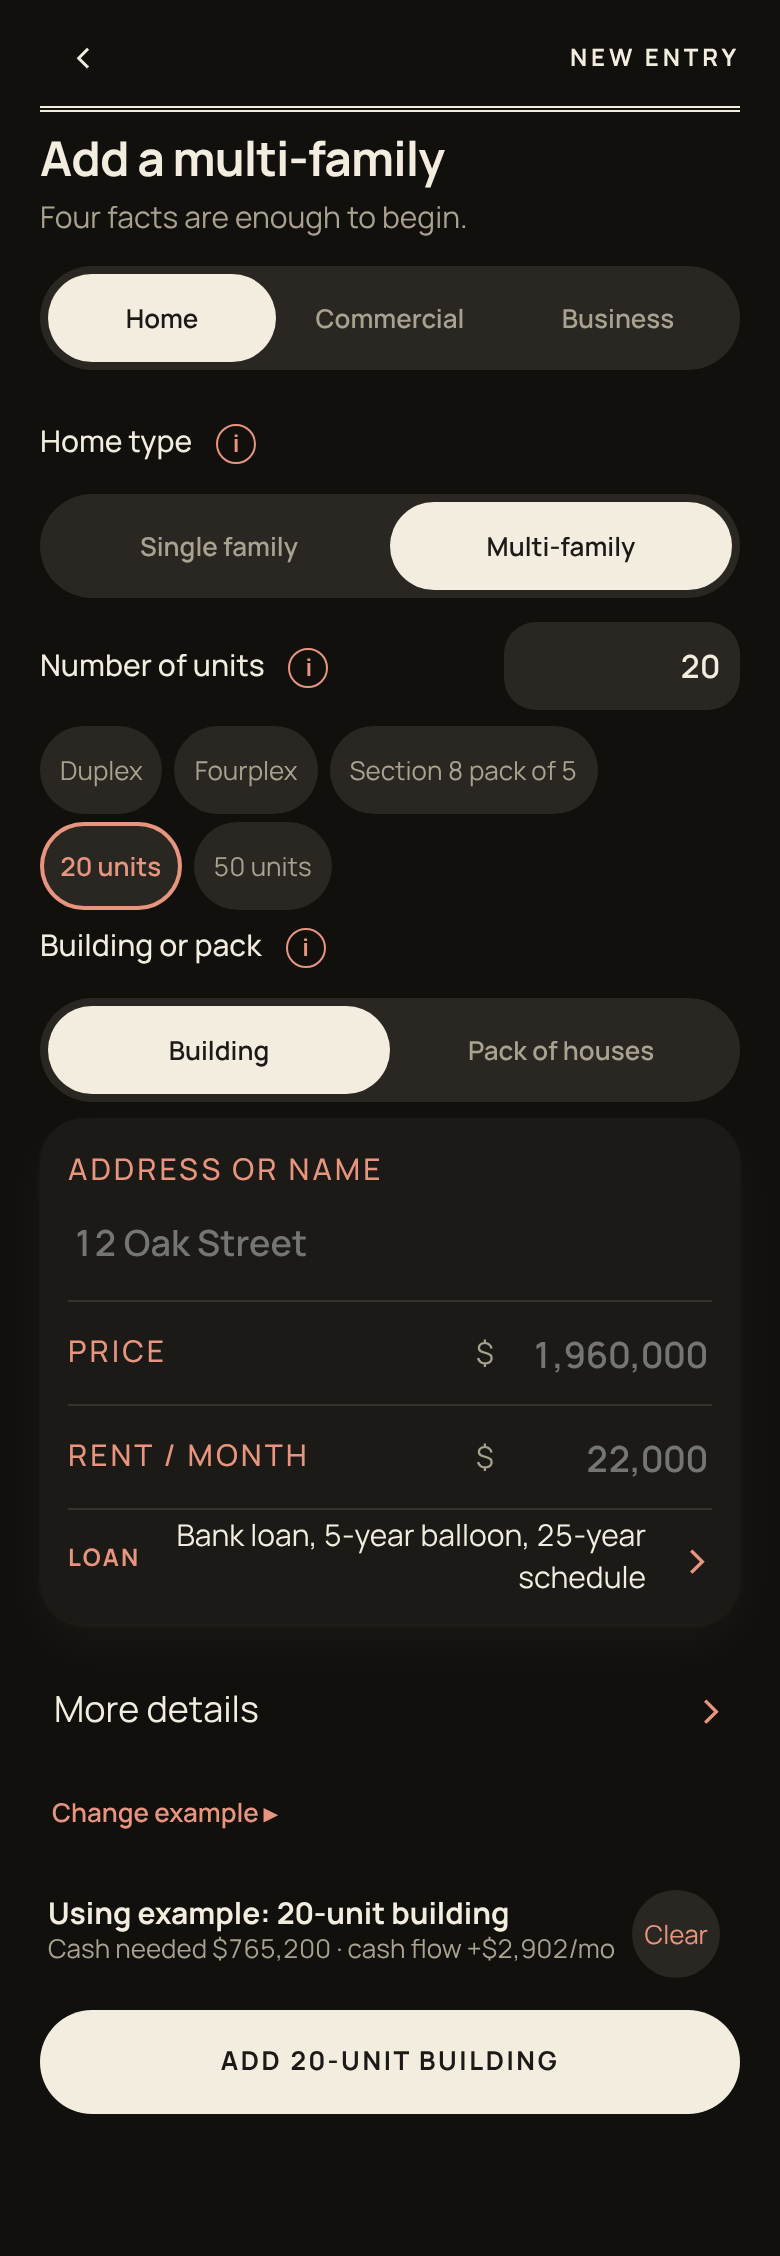 NEW ENTRY
Add a multi-family
Four facts are enough to begin.
Home Commercial Business
Home type i
Single family Multi-family
Number of units i 20
Duplex Fourplex Section 8 pack of 5
20 units 50 units
Building or pack i
Building Pack of houses
ADDRESS OR NAME
12 Oak Street
PRICE $ 1,960,000
RENT / MONTH $ 22,000
LOAN Bank loan, 5-year balloon, 25-year
schedule
More details
Change example ▸
Using example: 20-unit building
Cash needed $765,200 · cash flow +$2,902/mo
Clear
ADD 20-UNIT BUILDING